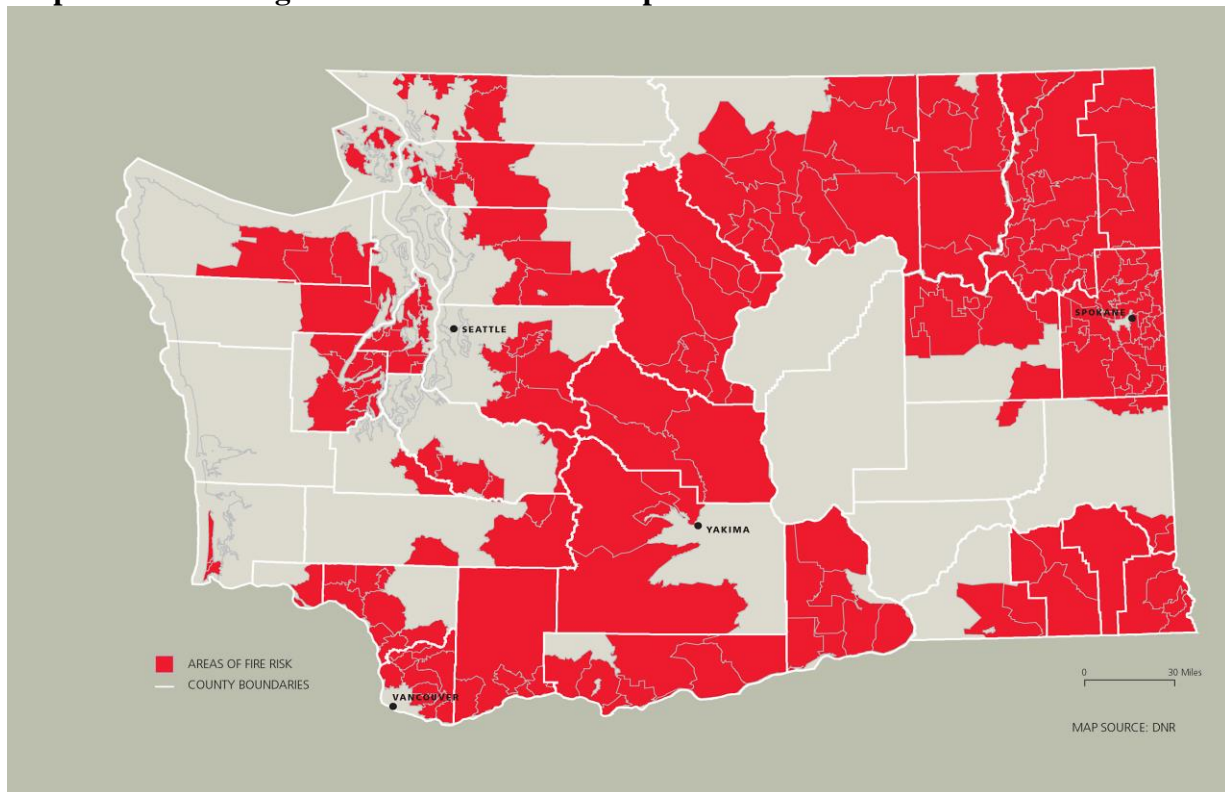 SEATTLE
SPOKANE
YAKIMA
AREAS OF FIRE RISK
COUNTY BOUNDARIES
VANCOUVER
0 30 Miles
MAP SOURCE: DNR